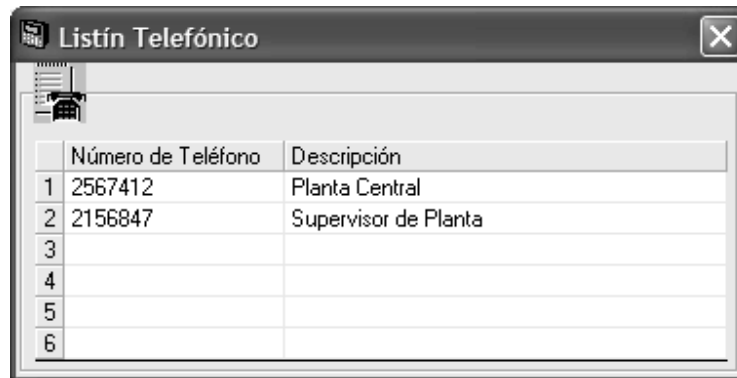 Listín Telefónico
Número de Teléfono Descripción
1 2567412 Planta Central
2 2156847 Supervisor de Planta
3
4
5
6